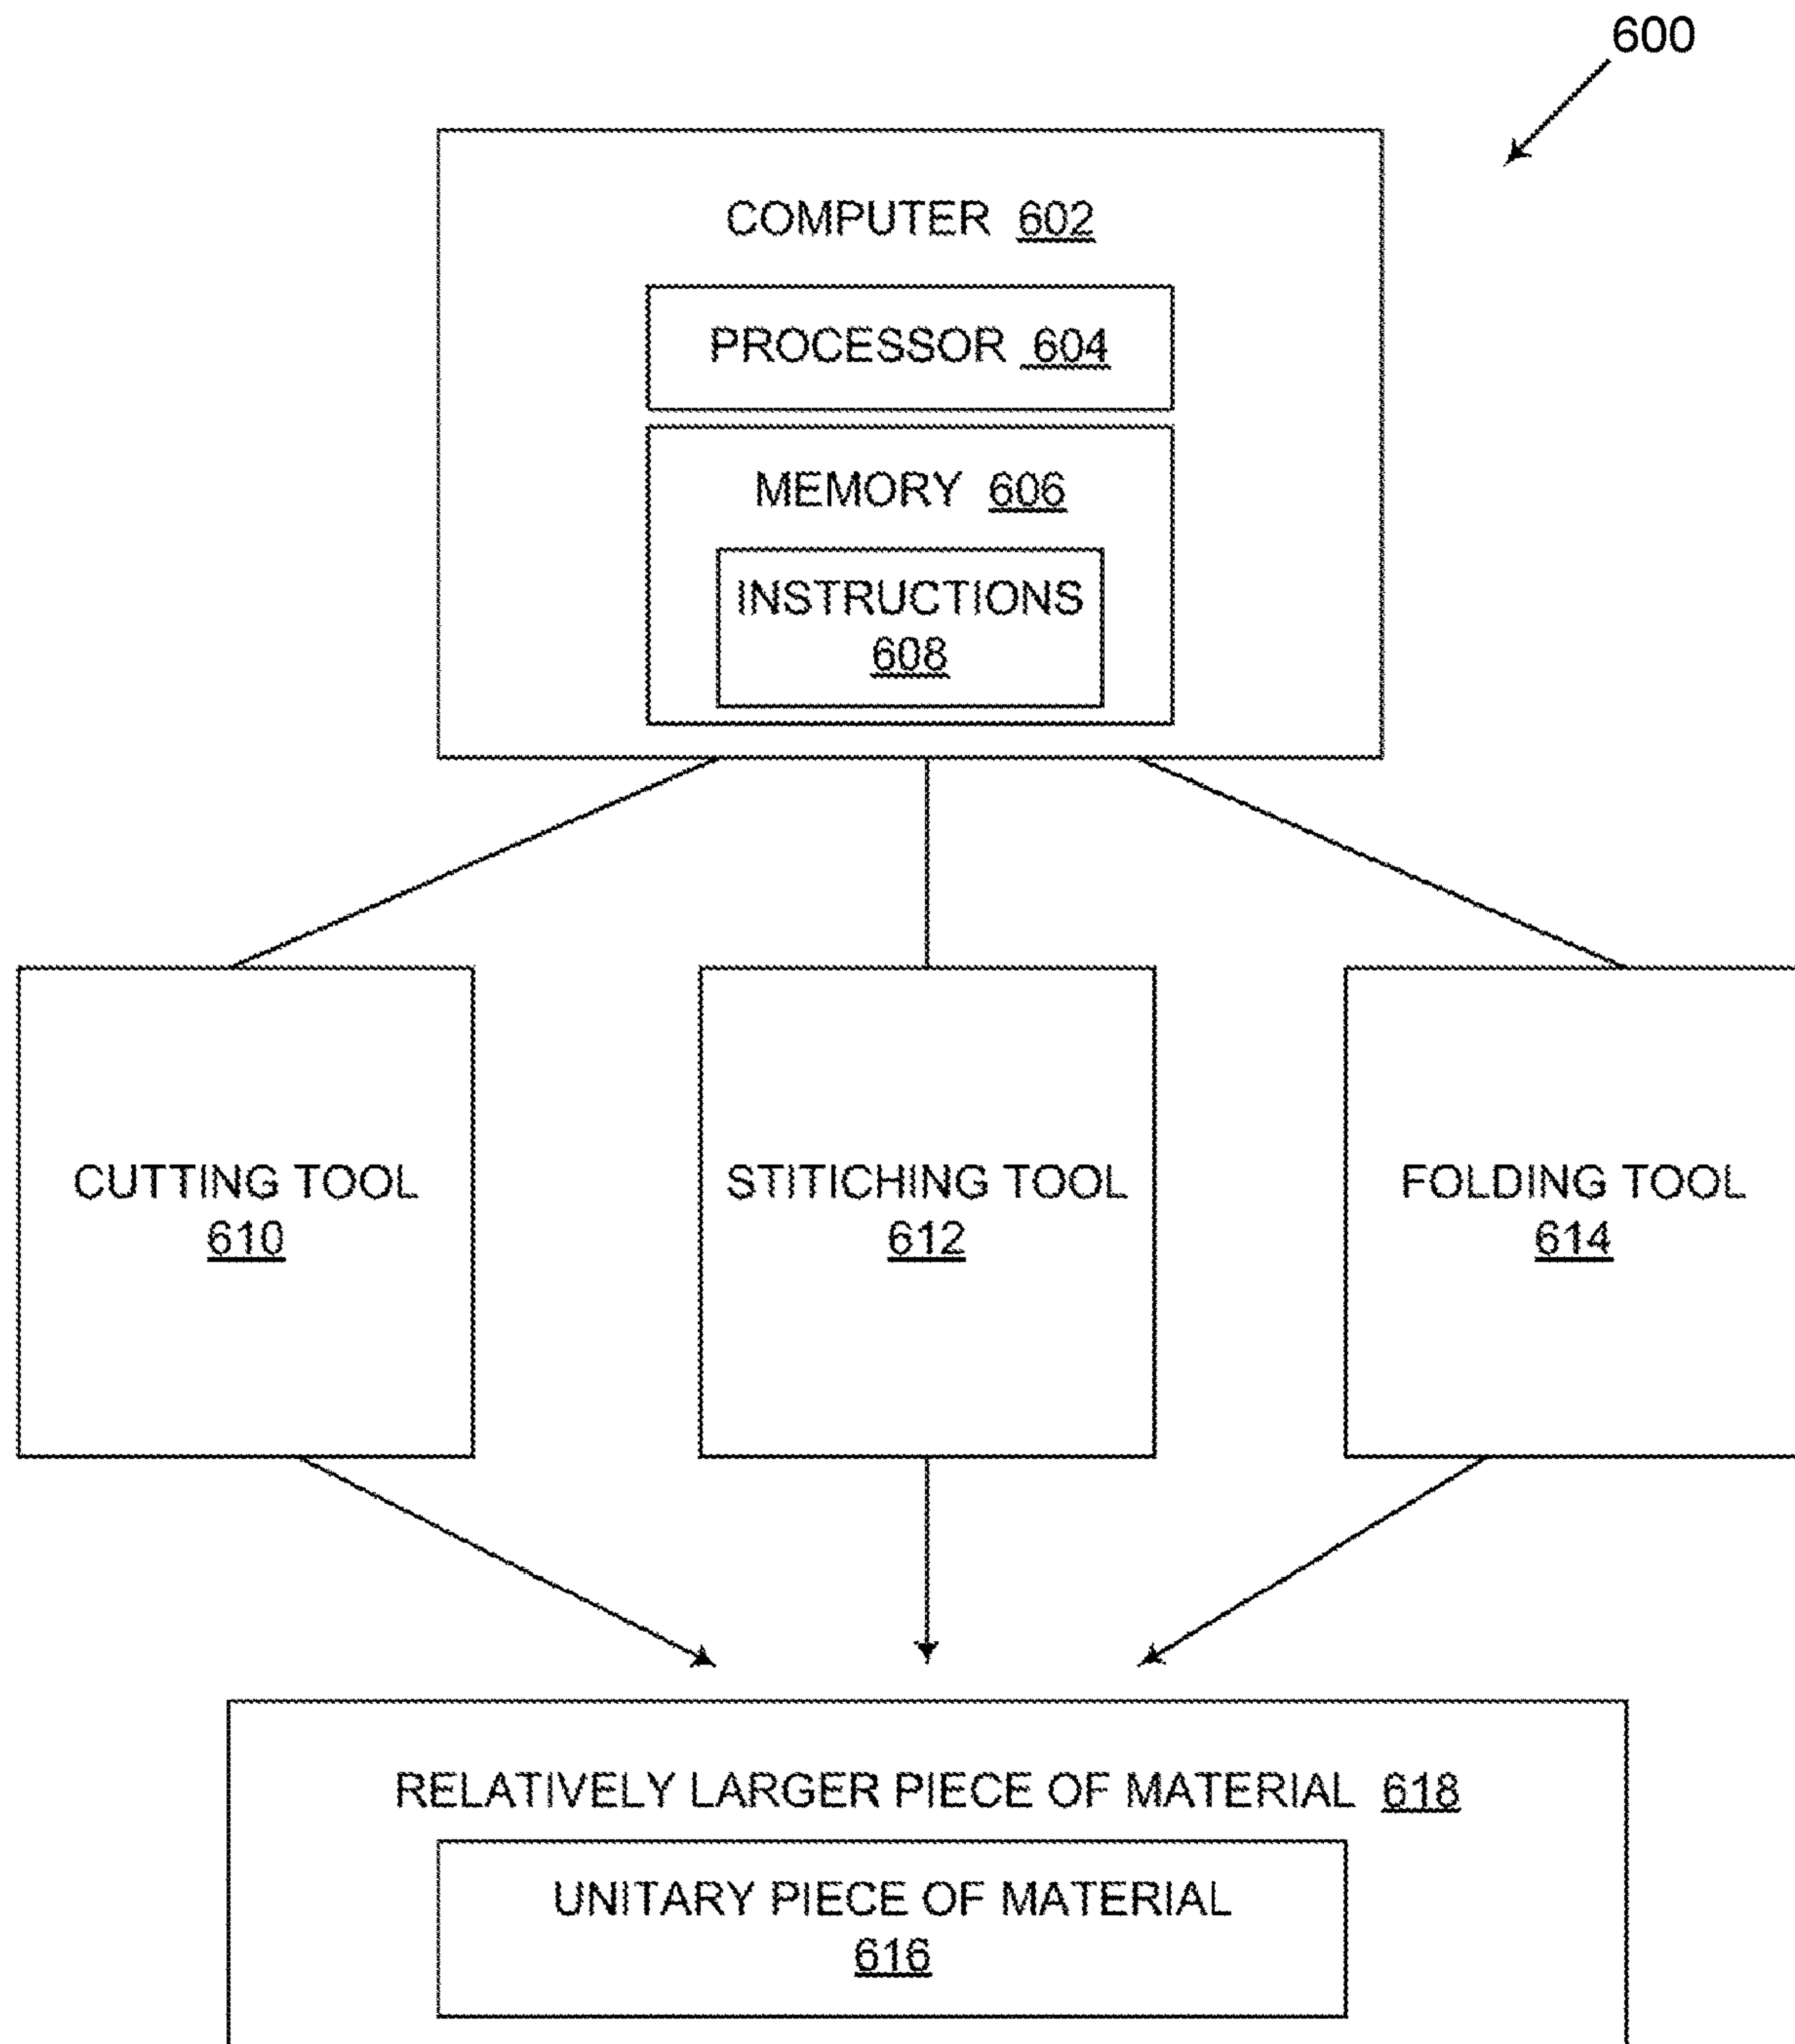 600
COMPUTER 602
PROCESSOR 604
MEMORY 606
INSTRUCTIONS
608
CUTTING TOOL
610
STITICHING TOOL
612
FOLDING TOOL
614
RELATIVELY LARGER PIECE OF MATERIAL 618
UNITARY PIECE OF MATERIAL
616